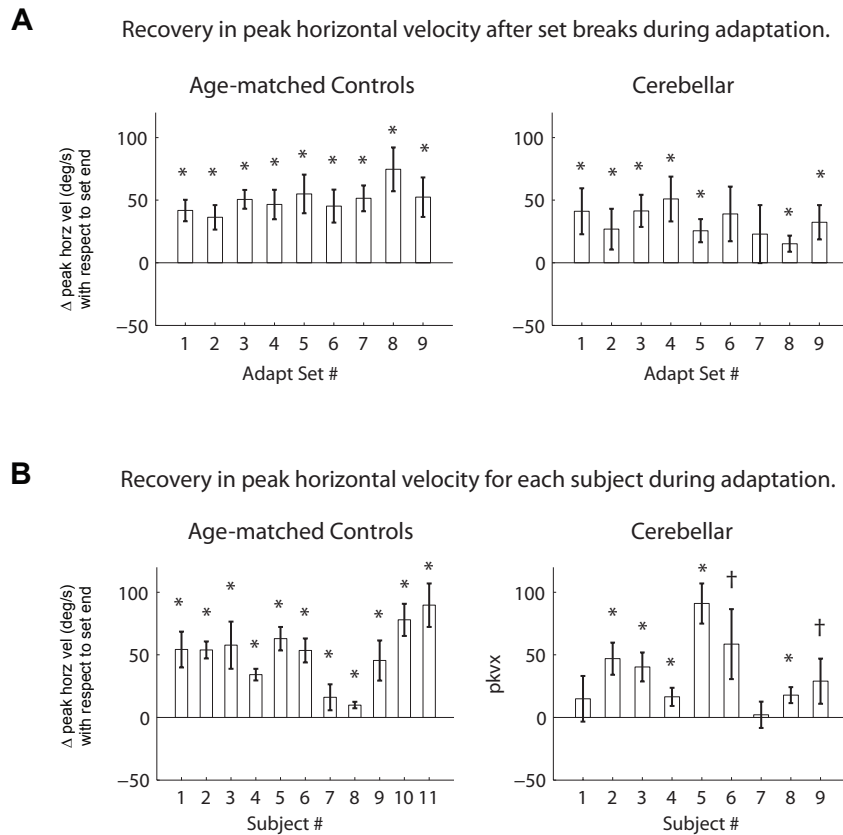 A
Recovery in peak horizontal velocity after set breaks during adaptation.
Age-matched Controls
Δ peak horz vel (deg/s)
with respect to set end
100
50
0
−50
* * * * * * * * *
1 2 3 4 5 6 7 8 9
Adapt Set #
Cerebellar
100
50
0
−50
* * * * * * *
1 2 3 4 5 6 7 8 9
Adapt Set #
B
Recovery in peak horizontal velocity for each subject during adaptation.
Age-matched Controls
Δ peak horz vel (deg/s)
with respect to set end
100
50
0
−50
* * * * * * * * * * *
1 2 3 4 5 6 7 8 9 10 11
Subject #
Cerebellar
pkvx
100
50
0
−50
* * * * † * †
1 2 3 4 5 6 7 8 9
Subject #